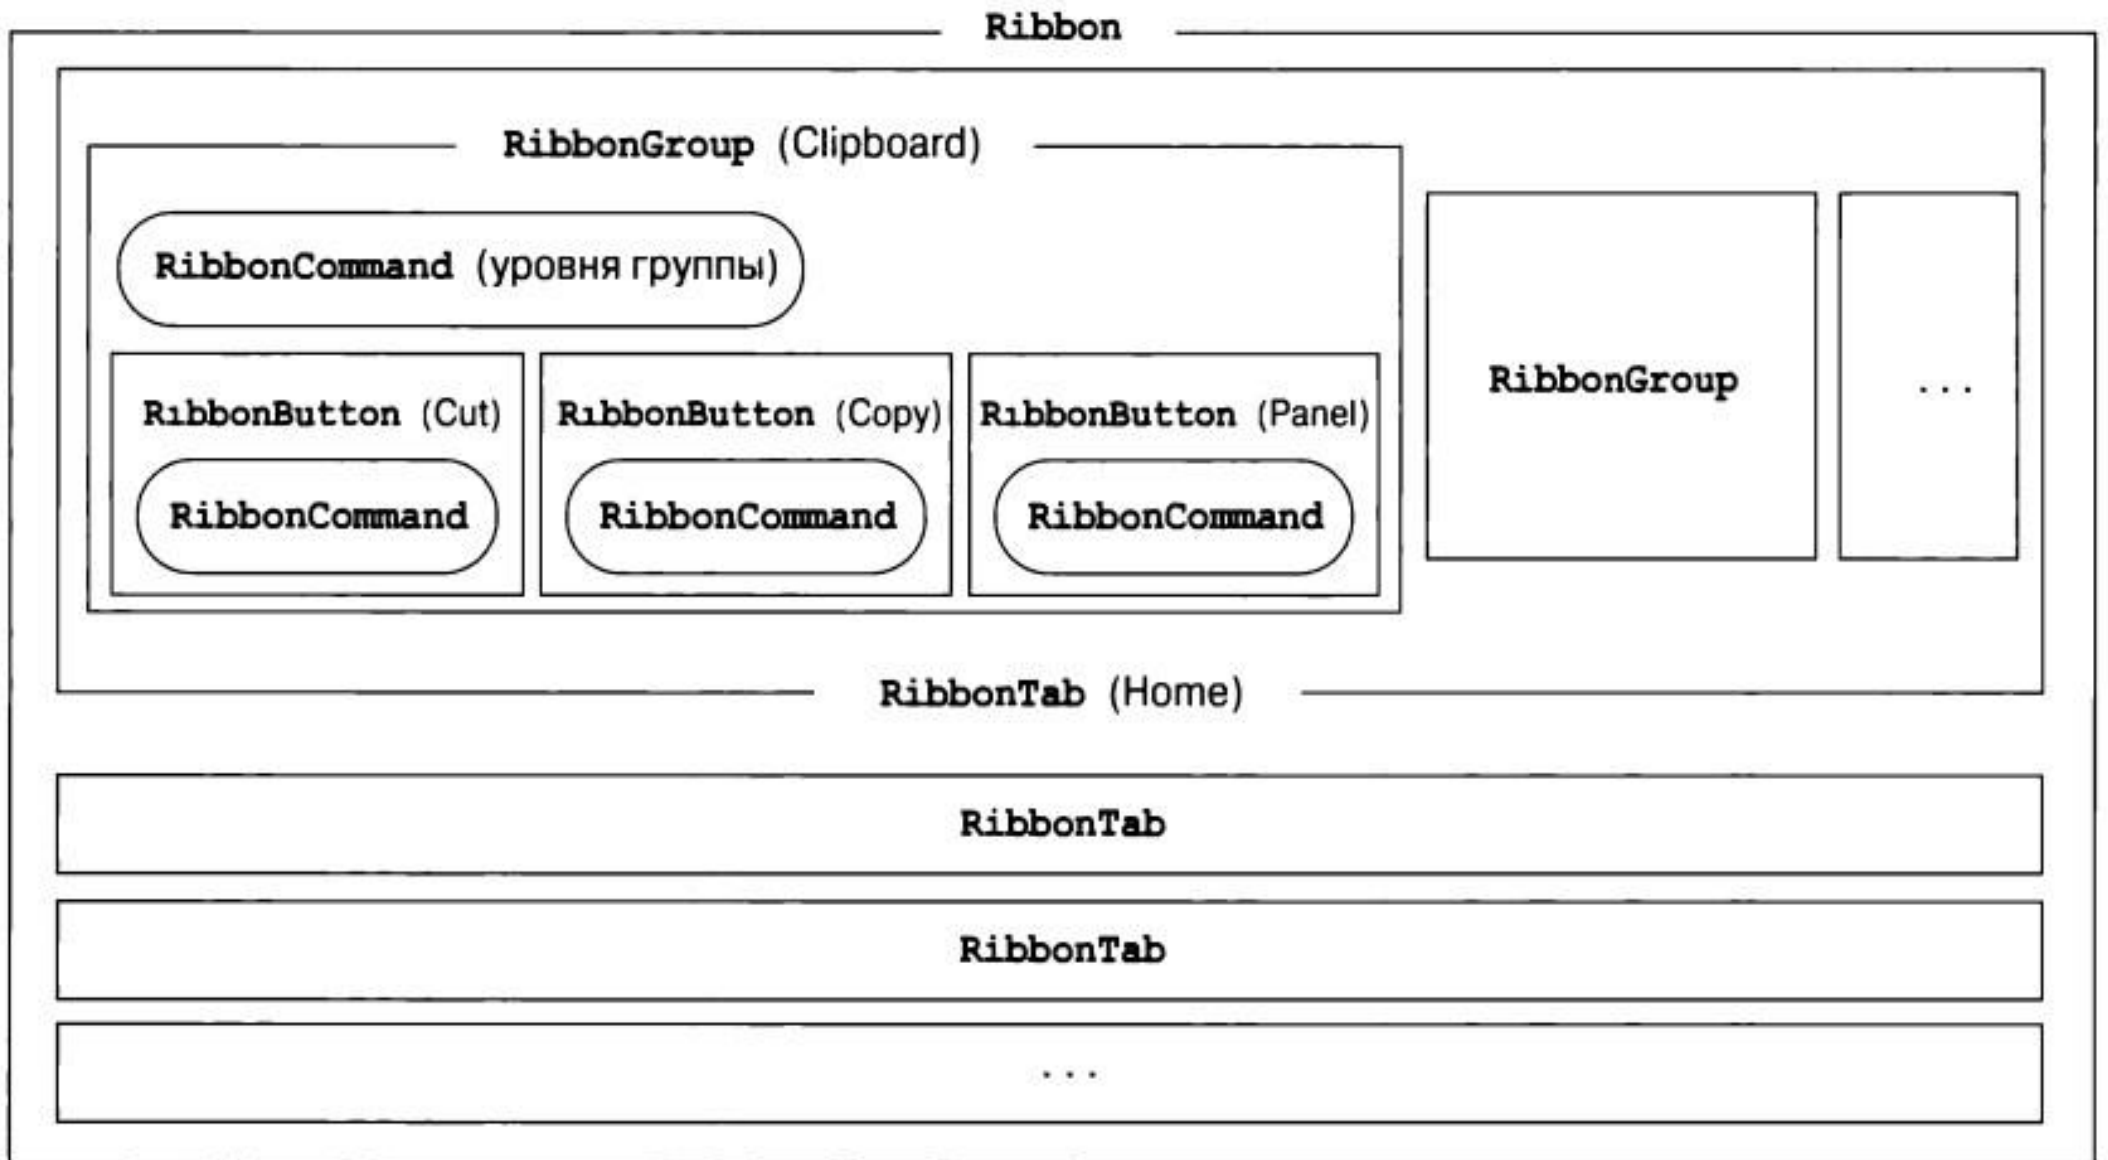 Ribbon
RibbonGroup (Clipboard)
RibbonCommand (уровня группы)
RibbonButton (Cut)
RibbonCommand
RibbonButton (Copy)
RibbonCommand
RibbonButton (Panel)
RibbonCommand
RibbonGroup
...
RibbonTab (Home)
RibbonTab
RibbonTab
...